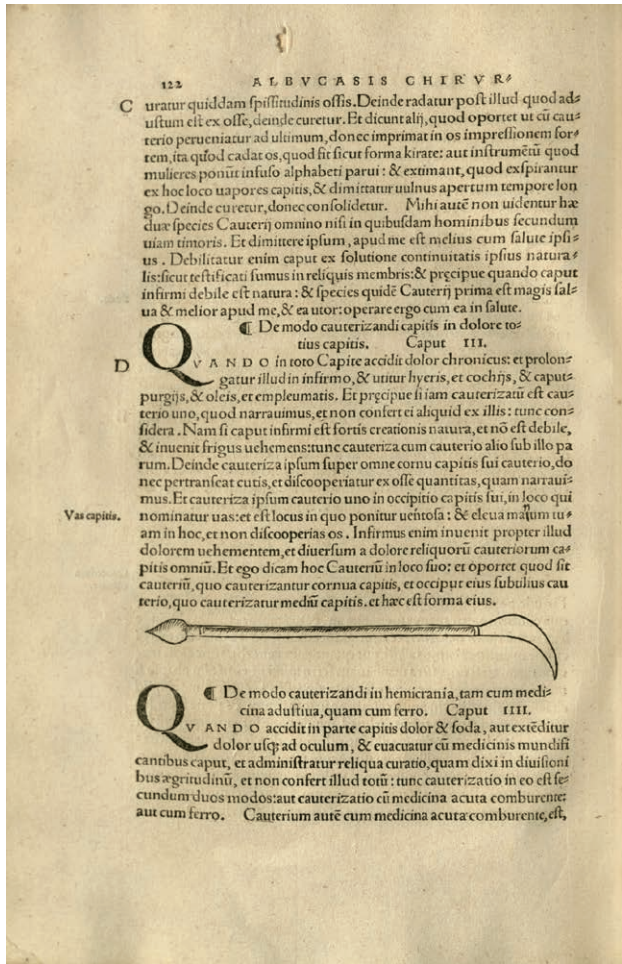 122 ALBVCASIS CHIRVR⸗
C uratur quiddam spissitudinis ossis. Deinde radatur post illud quod ad⸗
ustum est ex osse, deinde curetur. Et dicunt alij, quod oportet ut cū cau⸗
terio perueniatur ad ultimum, donec imprimat in os impressionem for⸗
tem, ita quod cadat os, quod fit sicut forma kirate: aut instrumētū quod
mulieres ponūt in fuso alphabeti parui: & extimant, quod exspirantur
ex hoc loco uapores capitis, & dimittatur uulnus apertum tempore lon
go. Deinde curetur, donec consolidetur. Mihi autē non uidentur hæ
duæ species Cauterij omnino nisi in quibusdam hominibus secundum
uiam timoris. Et dimittere ipsum, apud me est melius cum salute ipsi⸗
us. Debilitatur enim caput ex solutione continuitatis ipsius natura⸗
lis: sicut testificati sumus in reliquis membris: & pręcipue quando caput
infirmi debile est natura: & species quidē Cauterij prima est magis sal⸗
ua & melior apud me, & ea utor: operare ergo cum ea in salute.
¶ De modo cauterizandi capitis in dolore to⸗
tius capitis. Caput III.
D QVANDO in toto Capite accidit dolor chronicus: et prolon⸗
gatur illud in infirmo, & utitur hyeris, et cochijs, & caput⸗
purgijs, & oleis, et empleumatis. Et pręcipue si iam cauterizatū est cau⸗
terio uno, quod narrauimus, et non confert ei aliquid ex illis: tunc con⸗
sidera. Nam si caput infirmi est fortis creationis natura, et nō est debile,
& inuenit frigus uehemens: tunc cauteriza cum cauterio alio sub illo pa
rum. Deinde cauteriza ipsum super omne cornu capitis sui cauterio, do
nec pertranseat cutis, et discooperiatur ex osse quantitas, quam narraui⸗
mus. Et cauteriza ipsum cauterio uno in occipitio capitis sui, in loco qui
Vas capitis. nominatur uas: et est locus in quo ponitur uētosa: & eleua manum tu⸗
am in hoc, et non discooperias os. Infirmus enim inuenit propter illud
dolorem uehementem, et diuersum a dolore reliquorū cauteriorum ca⸗
pitis omniū. Et ego dicam hoc Cauteriū in loco suo: et oportet quod sit
cauteriū, quo cauterizantur cornua capitis, et occiput eius subtilius cau
terio, quo cauterizatur mediū capitis. et hæc est forma eius.
¶ De modo cauterizandi in hemicrania, tam cum medi⸗
cina adustiua, quam cum ferro. Caput IIII.
QVANDO accidit in parte capitis dolor & soda, aut extēditur
dolor usq; ad oculum, & euacuatur cū medicinis mundifi
cantibus caput, et administratur reliqua curatio, quam dixi in diuisioni
bus ægritudinū, et non confert illud totū: tunc cauterizatio in eo est se⸗
cundum duos modos: aut cauterizatio cū medicina acuta comburente:
aut cum ferro. Cauterium autē cum medicina acuta comburente, est,